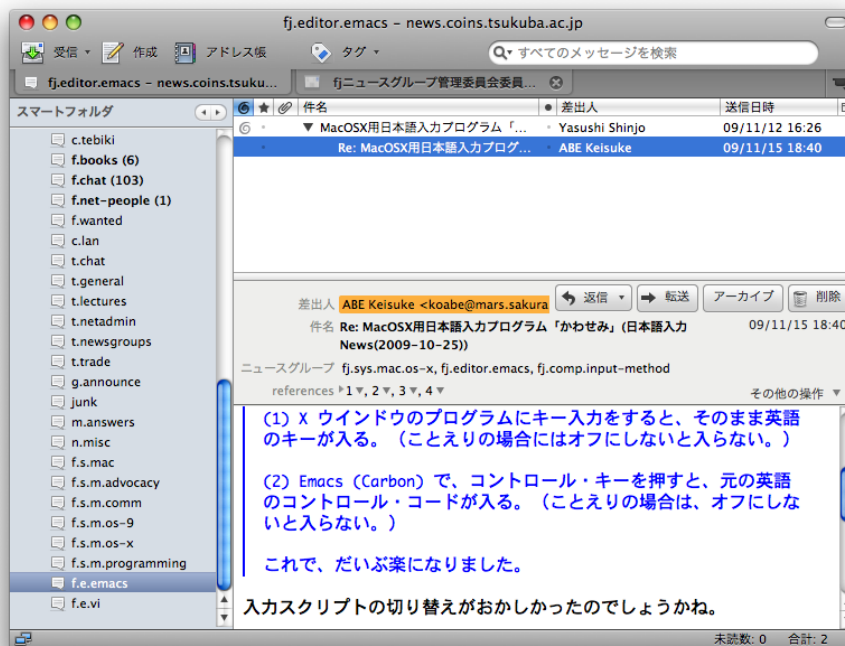 fj.editor.emacs – news.coins.tsukuba.ac.jp
受信 作成 アドレス帳 タグ すべてのメッセージを検索
fj.editor.emacs – news.coins.tsuku... fjニュースグループ管理委員会委員...
スマートフォルダ
件名 差出人 送信日時
c.tebiki
f.books (6)
f.chat (103)
f.net-people (1)
f.wanted
c.lan
t.chat
t.general
t.lectures
t.netadmin
t.newsgroups
t.trade
g.announce
junk
m.answers
n.misc
f.s.mac
f.s.m.advocacy
f.s.m.comm
f.s.m.os-9
f.s.m.os-x
f.s.m.programming
f.e.emacs
f.e.vi
MacOSX用日本語入力プログラム「... Yasushi Shinjo 09/11/12 16:26
Re: MacOSX用日本語入力プログ... ABE Keisuke 09/11/15 18:40
差出人 ABE Keisuke <koabe@mars.sakura
返信 転送 アーカイブ 削除
件名 Re: MacOSX用日本語入力プログラム「かわせみ」(日本語入力 09/11/15 18:40
News(2009-10-25))
ニュースグループ fj.sys.mac.os-x, fj.editor.emacs, fj.comp.input-method
references 1, 2, 3, 4 その他の操作
(1) X ウインドウのプログラムにキー入力をすると、そのまま英語
のキーが入る。（ことえりの場合にはオフにしないと入らない。）
(2) Emacs (Carbon) で、コントロール・キーを押すと、元の英語
のコントロール・コードが入る。（ことえりの場合は、オフにしな
いと入らない。）
これで、だいぶ楽になりました。
入力スクリプトの切り替えがおかしかったのでしょうかね。
未読数: 0 合計: 2